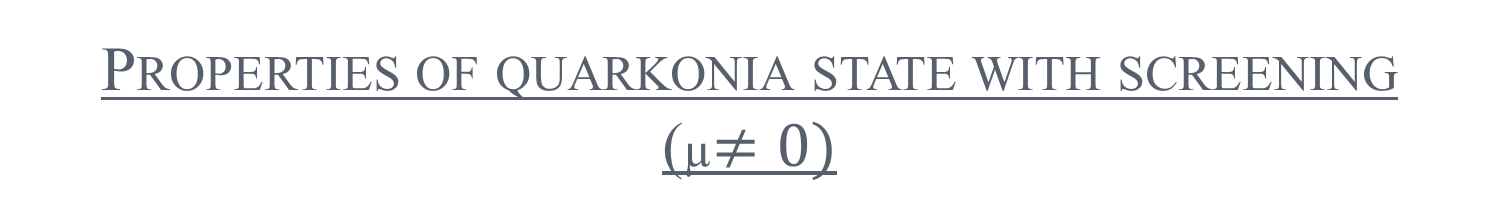 PROPERTIES OF QUARKONIA STATE WITH SCREENING
(μ≠ 0)